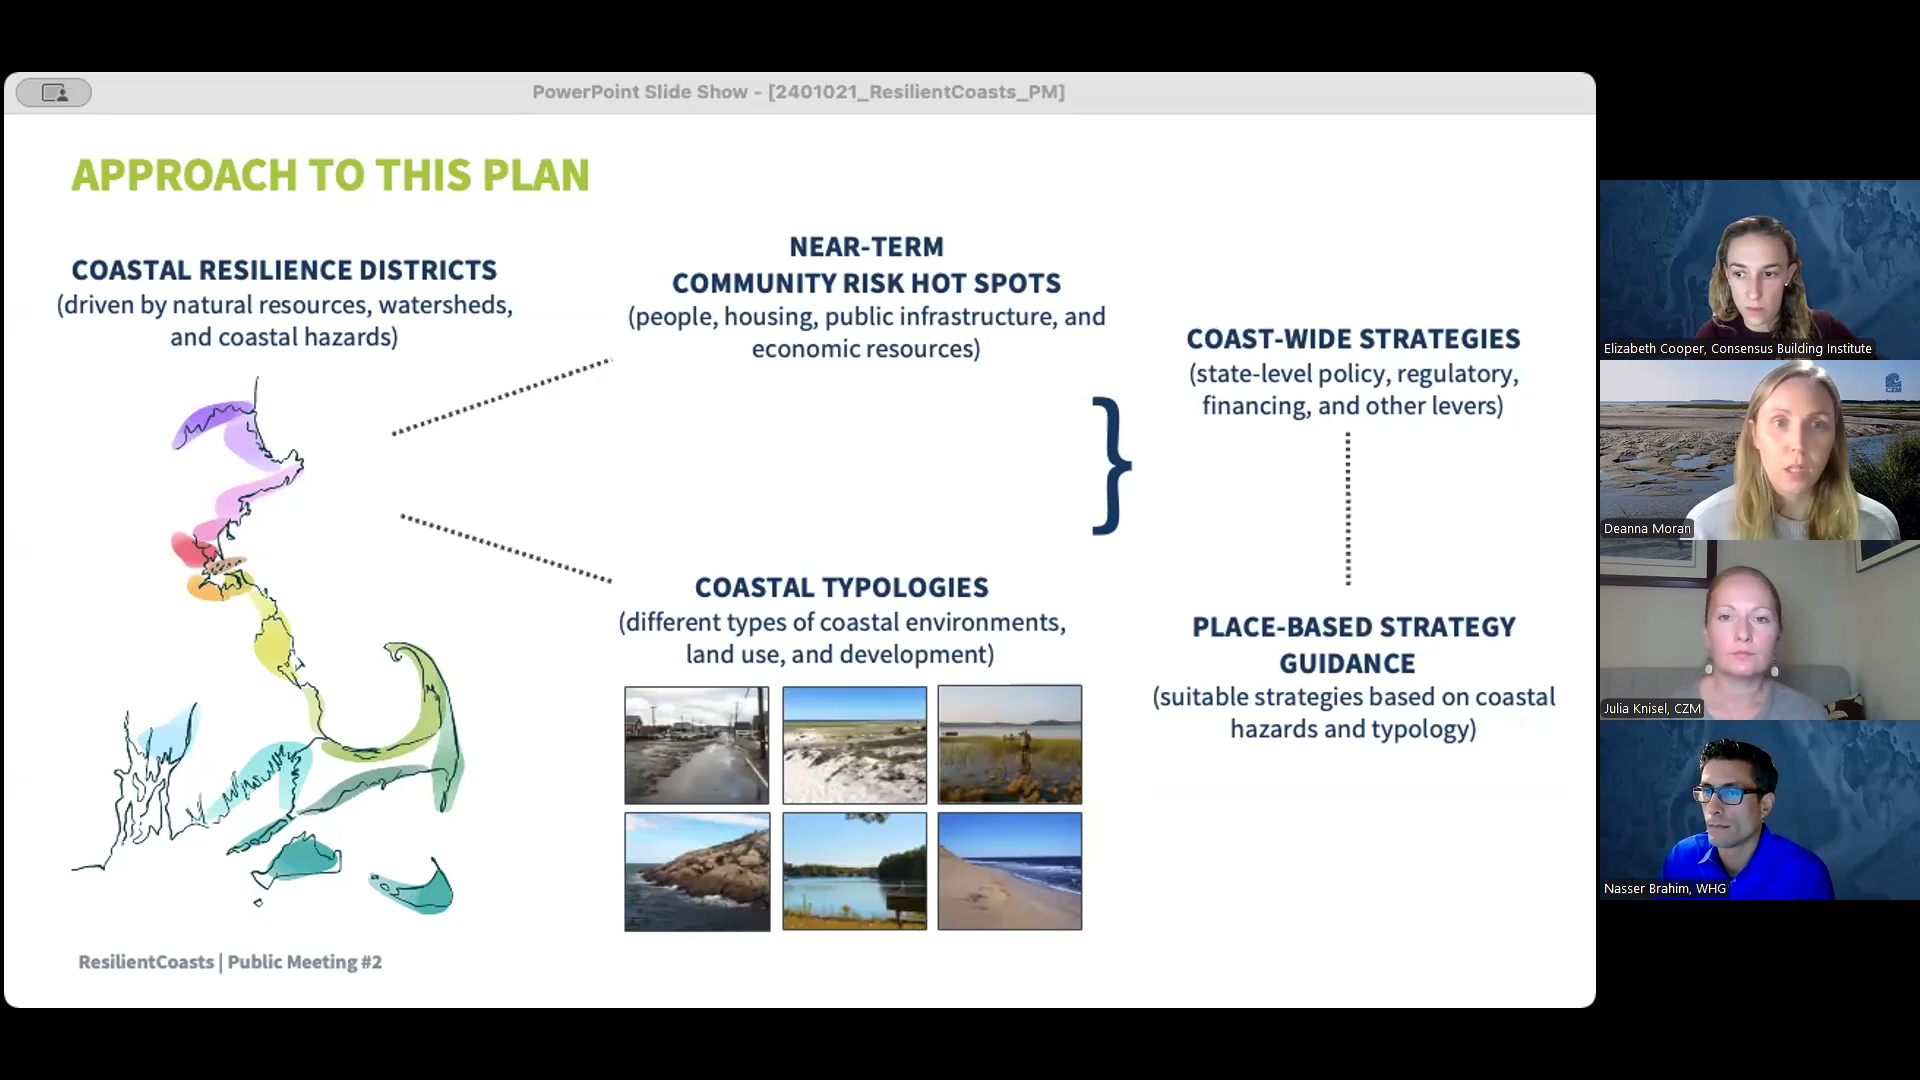 PowerPoint Slide Show - [2401021_ResilientCoasts_PM]
APPROACH TO THIS PLAN
COASTAL RESILIENCE DISTRICTS
(driven by natural resources, watersheds,
and coastal hazards)
NEAR-TERM
COMMUNITY RISK HOT SPOTS
(people, housing, public infrastructure, and
economic resources)
COASTAL TYPOLOGIES
(different types of coastal environments,
land use, and development)
}
COAST-WIDE STRATEGIES
(state-level policy, regulatory,
financing, and other levers)
PLACE-BASED STRATEGY
GUIDANCE
(suitable strategies based on coastal
hazards and typology)
ResilientCoasts | Public Meeting #2
Elizabeth Cooper, Consensus Building Institute
CZM
Deanna Moran
Julia Knisel, CZM
Nasser Brahim, WHG